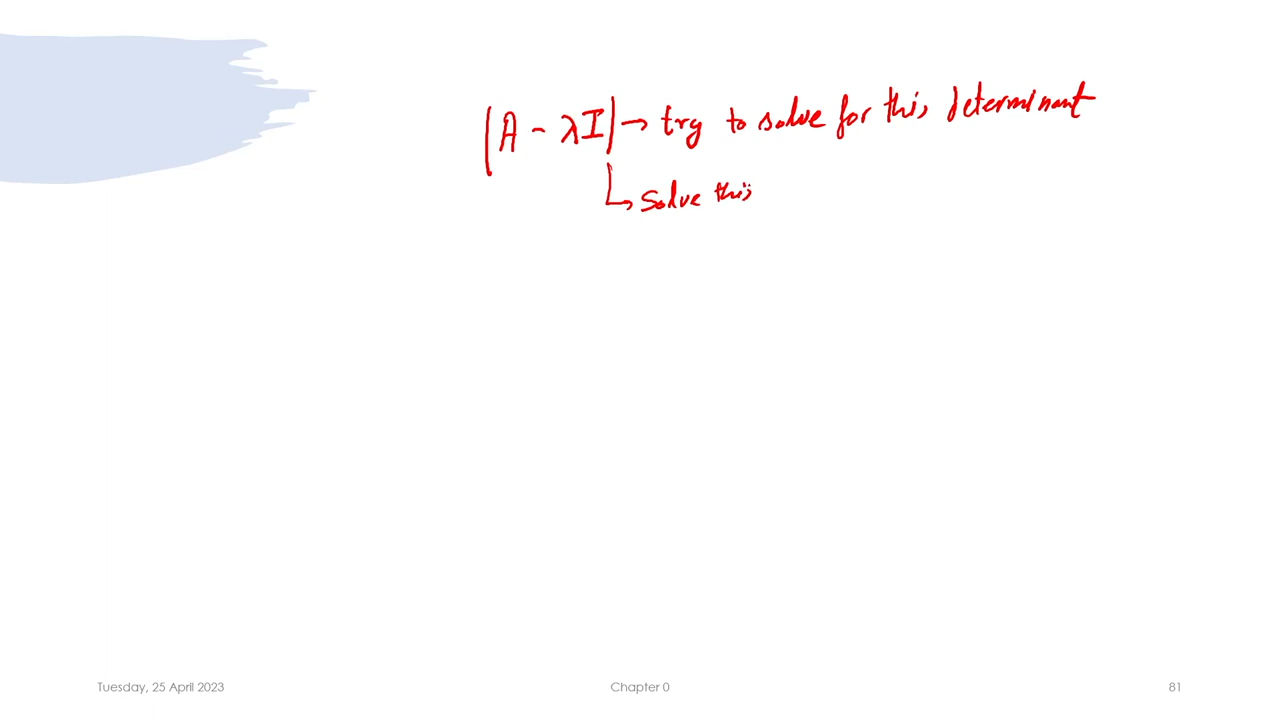 |A - λI| → try to solve for this determinant
↳ solve this
Tuesday, 25 April 2023
Chapter 0
81